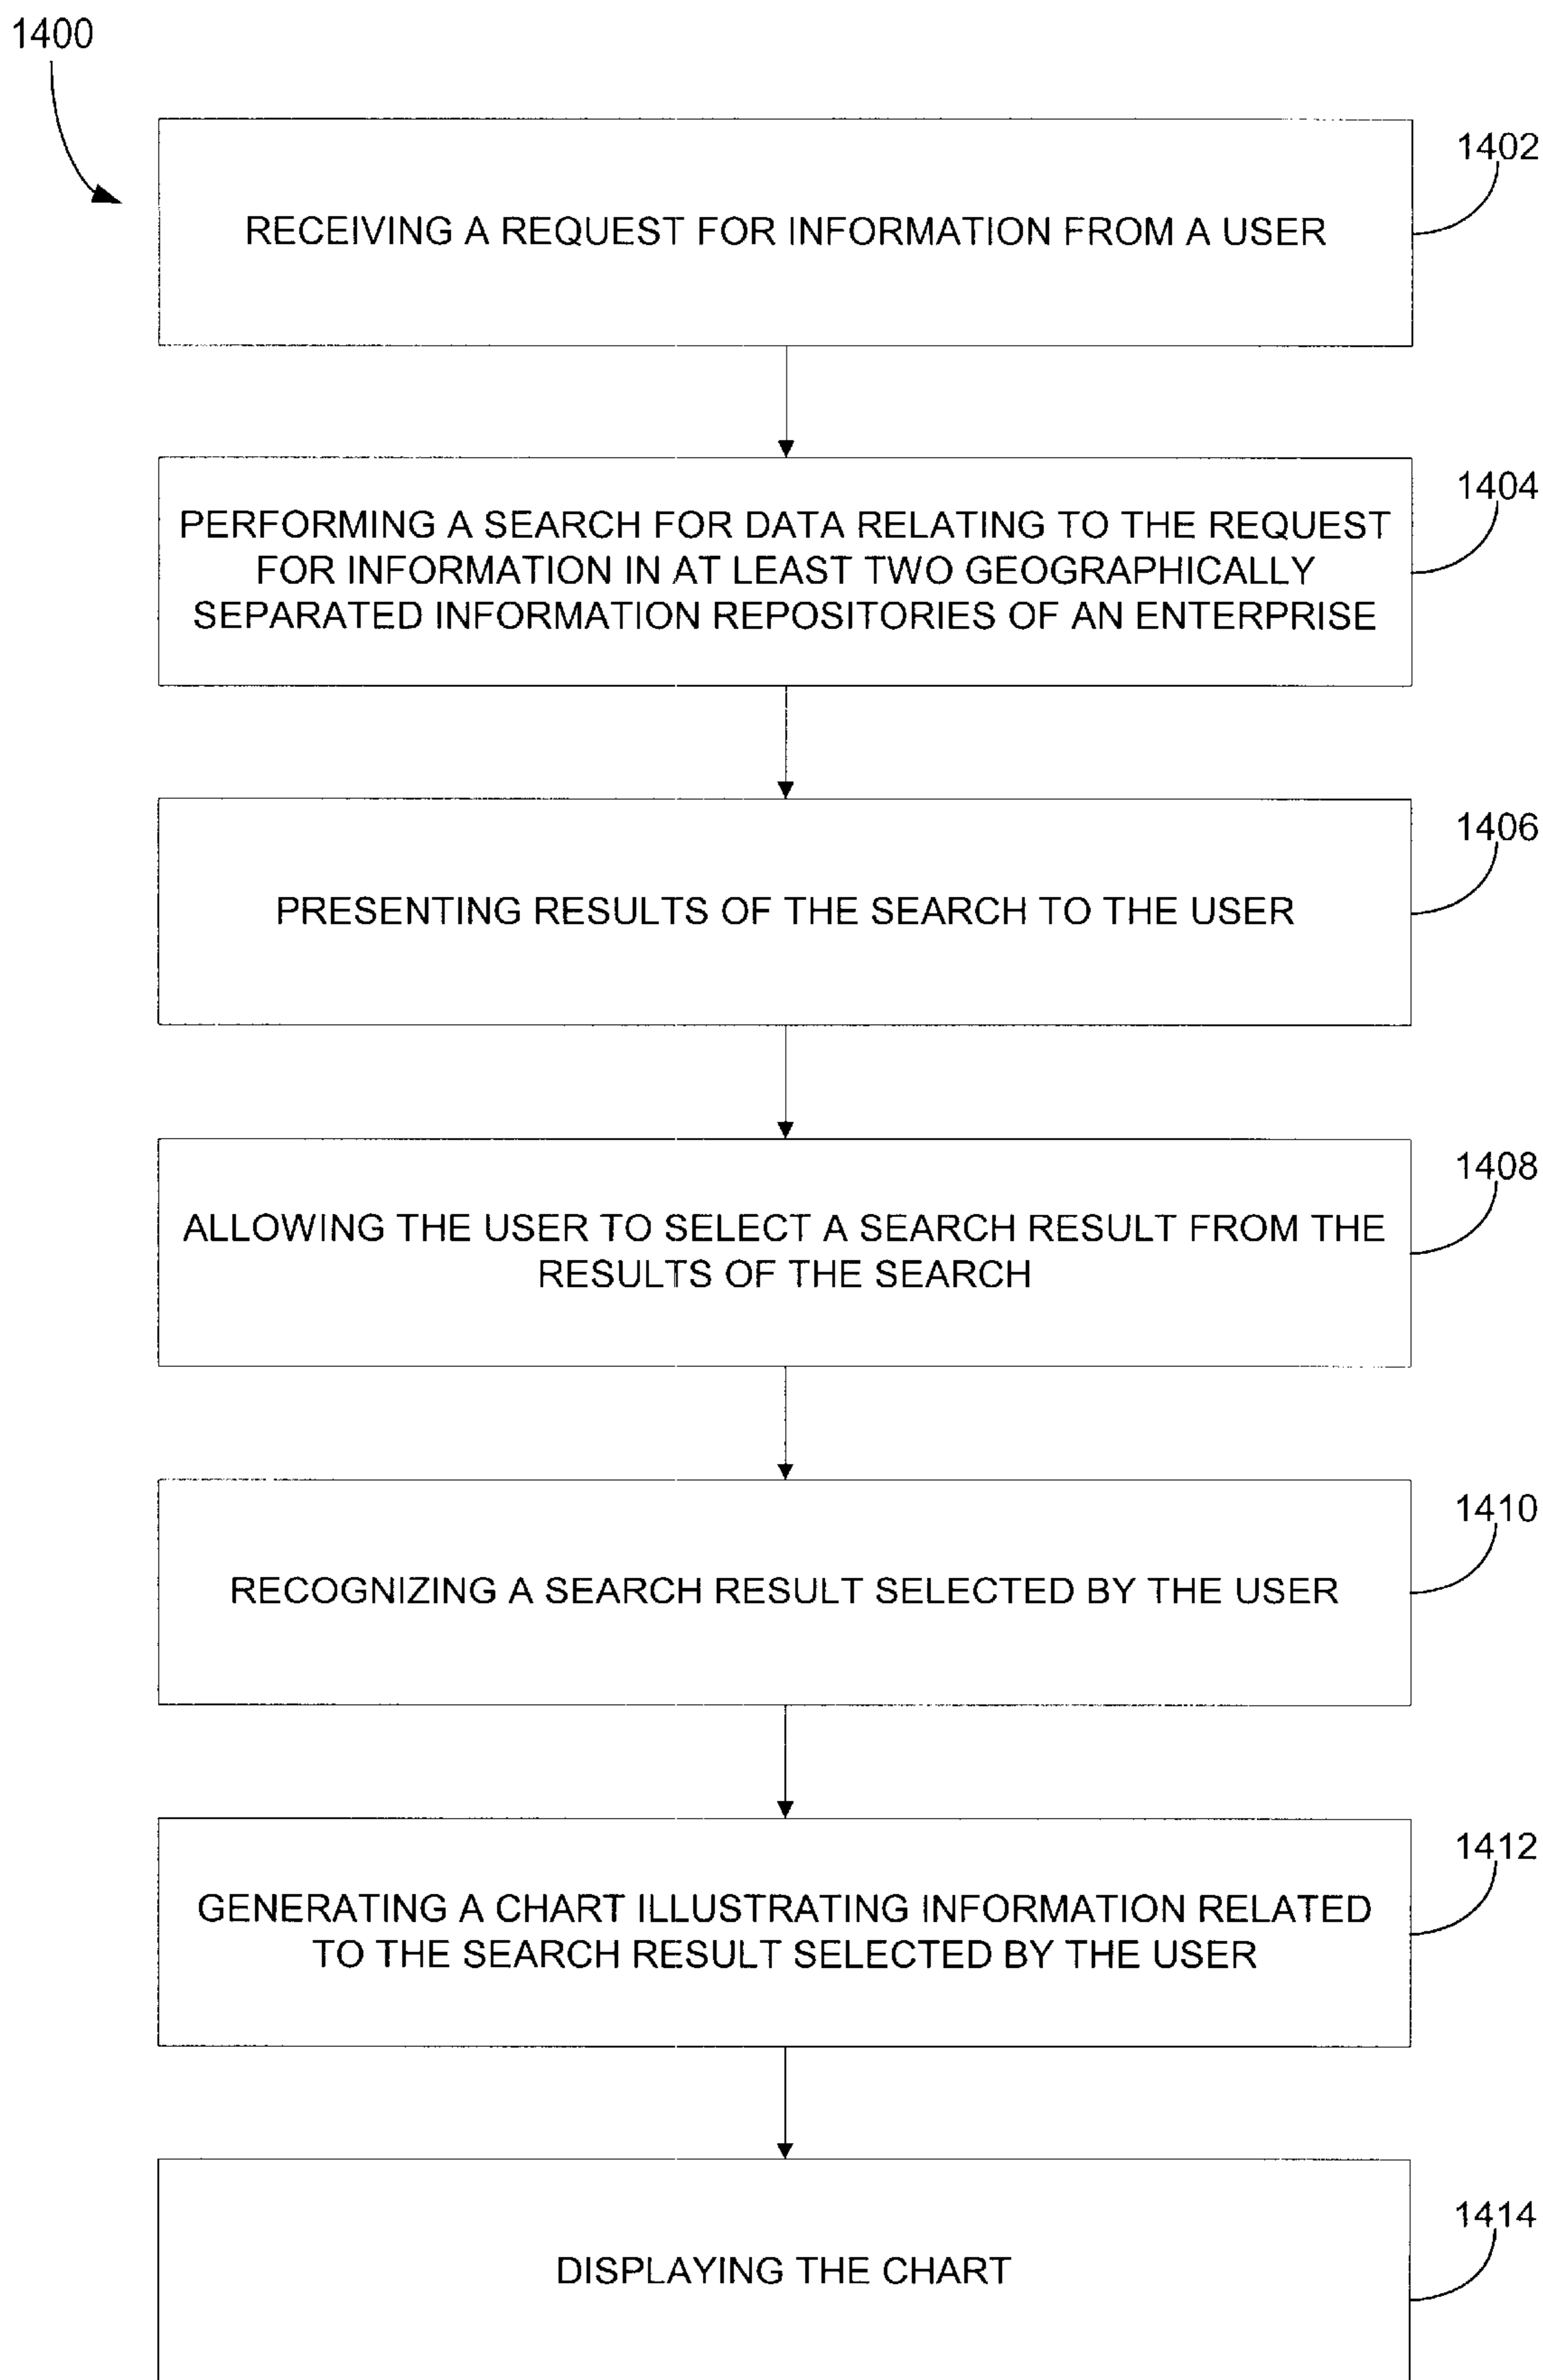 1400
1402
RECEIVING A REQUEST FOR INFORMATION FROM A USER
1404
PERFORMING A SEARCH FOR DATA RELATING TO THE REQUEST
FOR INFORMATION IN AT LEAST TWO GEOGRAPHICALLY
SEPARATED INFORMATION REPOSITORIES OF AN ENTERPRISE
1406
PRESENTING RESULTS OF THE SEARCH TO THE USER
1408
ALLOWING THE USER TO SELECT A SEARCH RESULT FROM THE
RESULTS OF THE SEARCH
1410
RECOGNIZING A SEARCH RESULT SELECTED BY THE USER
1412
GENERATING A CHART ILLUSTRATING INFORMATION RELATED
TO THE SEARCH RESULT SELECTED BY THE USER
1414
DISPLAYING THE CHART